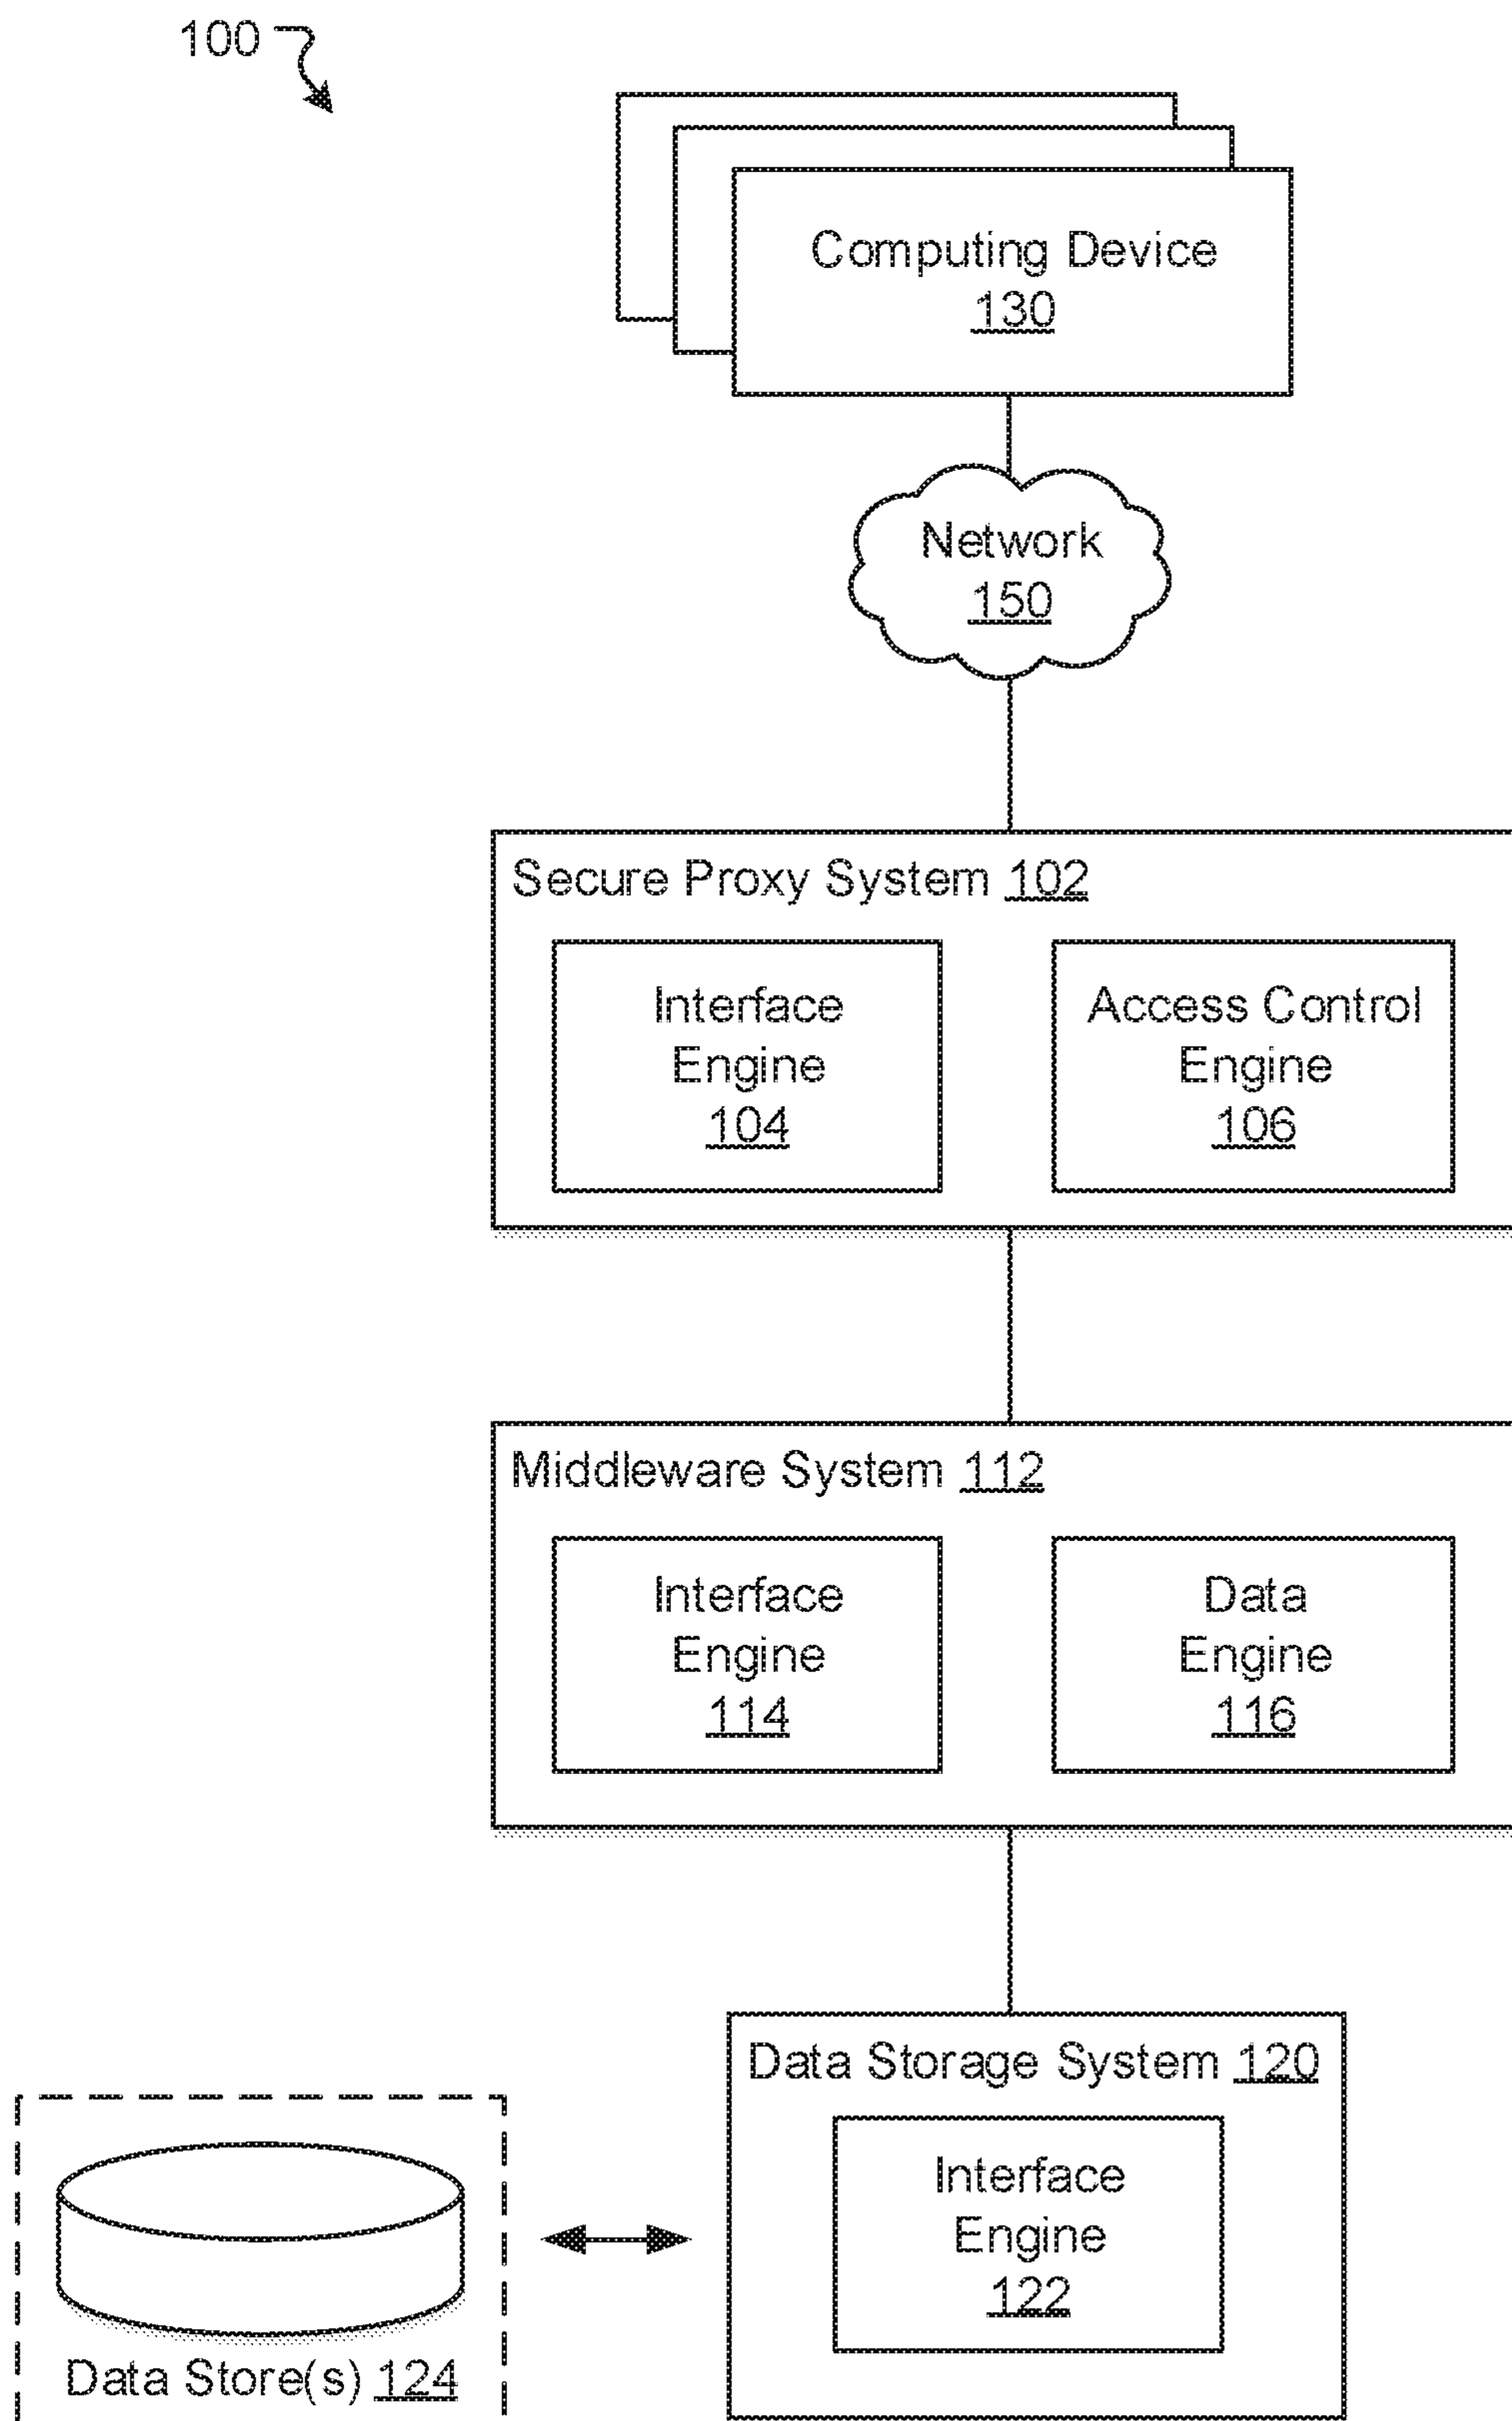 100
Computing Device
130
Network
150
Secure Proxy System 102
Interface
Engine
104
Access Control
Engine
106
Middleware System 112
Interface
Engine
114
Data
Engine
116
Data Storage System 120
Interface
Engine
122
Data Store(s) 124